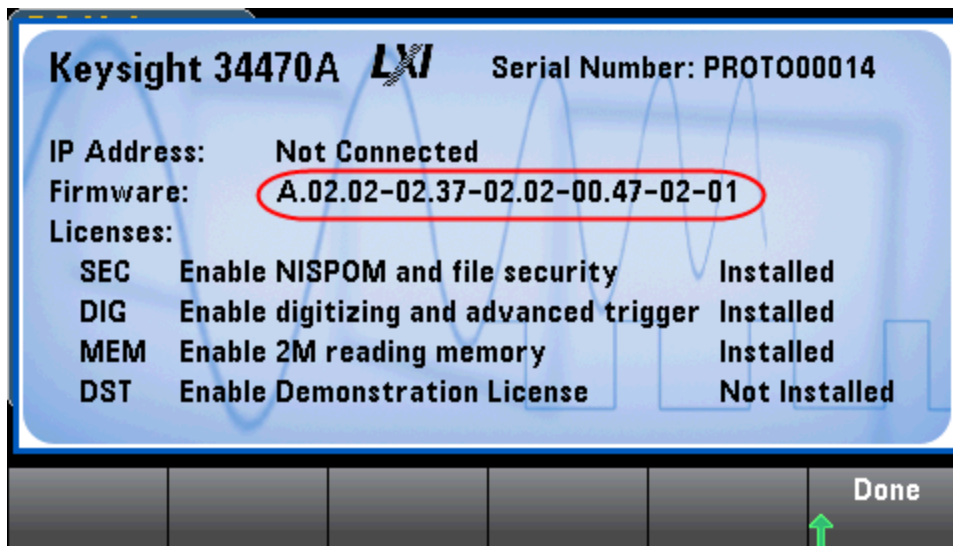 Keysight 34470A LXI Serial Number: PROTO00014
IP Address: Not Connected
Firmware: A.02.02-02.37-02.02-00.47-02-01
Licenses:
SEC Enable NISPOM and file security Installed
DIG Enable digitizing and advanced trigger Installed
MEM Enable 2M reading memory Installed
DST Enable Demonstration License Not Installed
Done